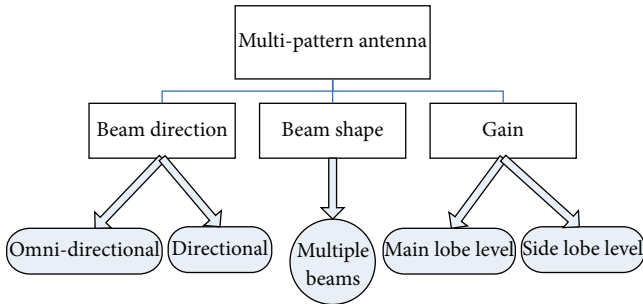 Multi-pattern antenna
Beam direction
Beam shape
Gain
Omni-directional
Directional
Multiple
beams
Main lobe level
Side lobe level